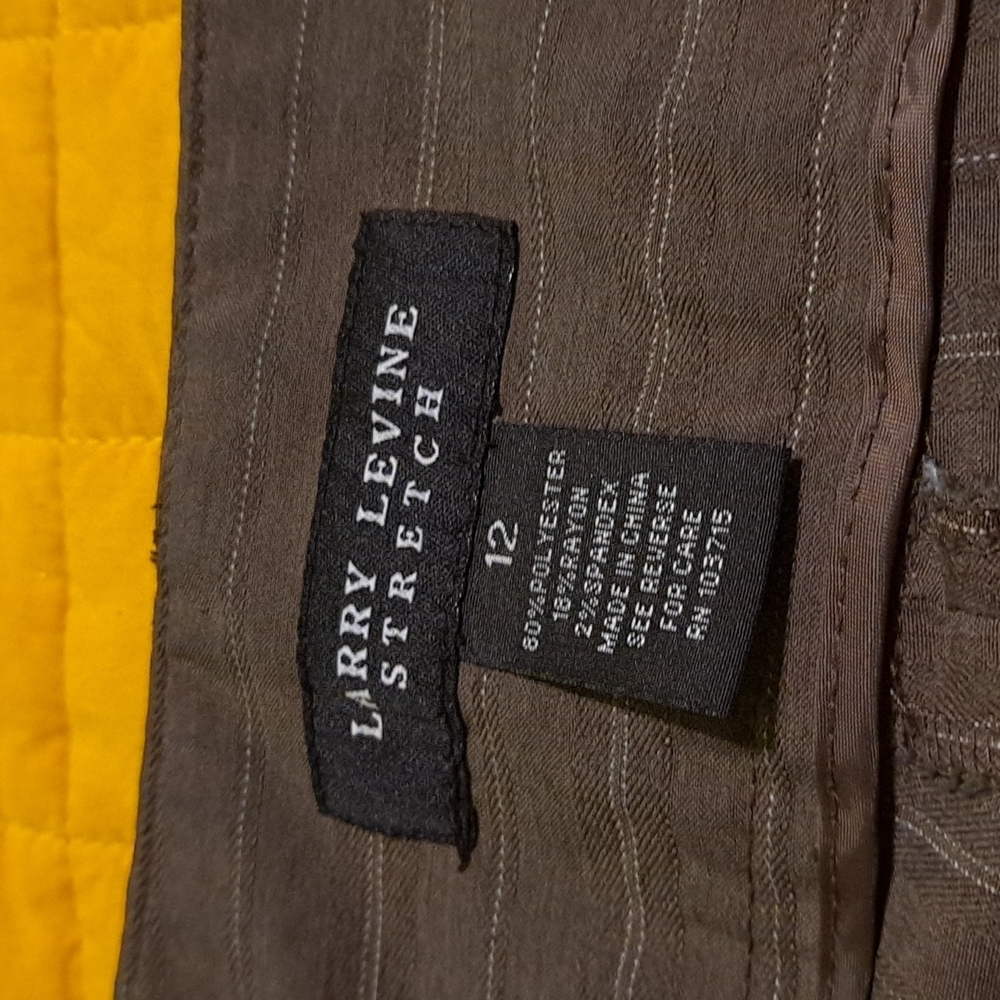 LARRY LEVINE
STRETCH
12
80%POLYESTER
18%RAYON
2%SPANDEX
MADE IN CHINA
SEE REVERSE
FOR CARE
RN 103715